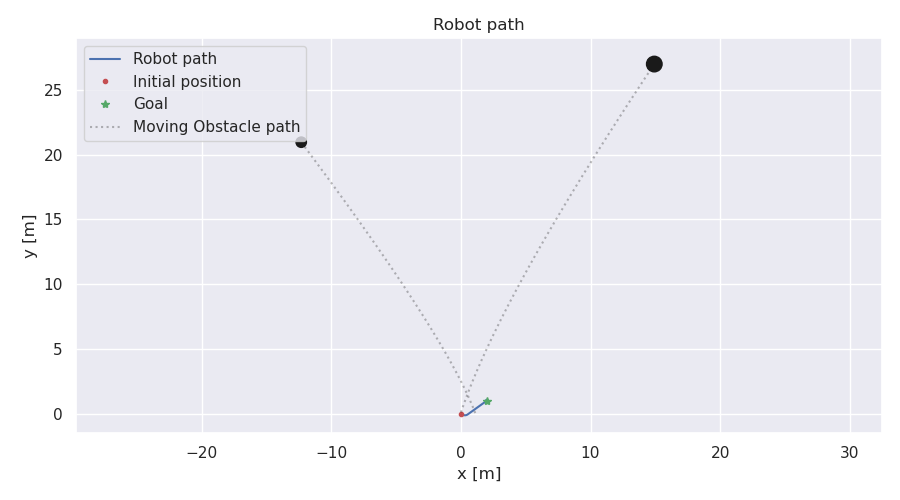 Robot path
Robot path
Initial position
Goal
Moving Obstacle path
25
20
15
10
5
0
y [m]
−20 −10 0 10 20 30
x [m]